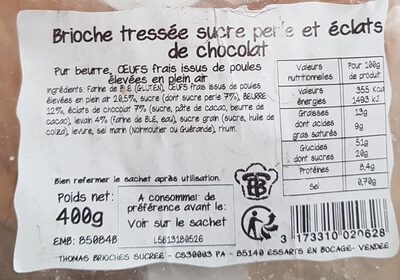 Brioche tressée sucre perle et éclats
de chocolat
Pur beurre, ŒUFS frais issus de poules
élevées en plein air
Ingrédients: Farine de BLE (GLUTEN), ŒUFS frais issus de poules
élevées en plein air 20,5%, sucre (dont sucre perle 7%), BEURRE
12%, éclats de chocolat 7% (sucre, pâte de cacao, beurre de
cacao), levain 4% (farine de BLE, eau), sucre grain (sucre, huile de
colza), levure, sel marin (Noirmoutier ou Guérande), rhum.
Valeurs nutritionnelles Pour 100g de produit
Valeurs énergies 355 kcal 1493 kJ
Graisses 13g
dont acides gras saturés 9g
Glucides 51g
dont sucres 20g
Protéines 8,4g
Sel 0,70g
Bien refermer le sachet après utilisation.
Poids net:
400g
EMB: 85084B
A consommer de
préférence avant le:
Voir sur le sachet
L5013180526
TB
3 173310 020628
THOMAS BRIOCHES SUCREE - CS30003 PA - 85140 ESSARTS EN BOCAGE- VENDEE